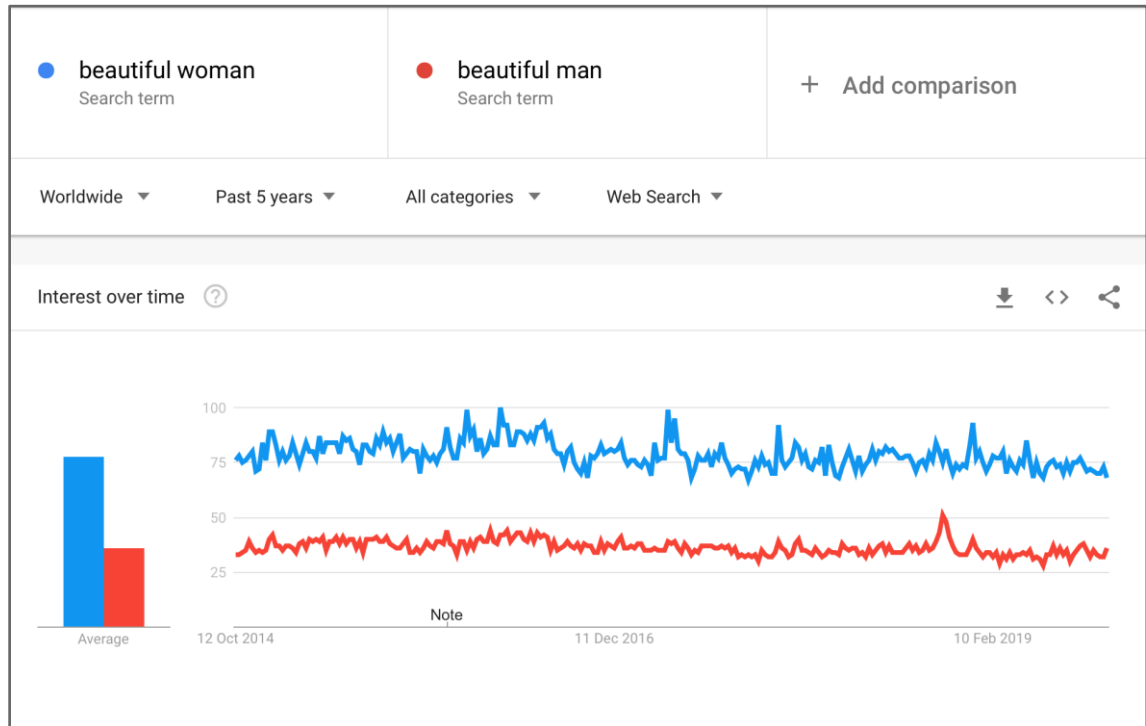 beautiful woman
Search term
beautiful man
Search term
+ Add comparison
Worldwide
Past 5 years
All categories
Web Search
Interest over time ?
100
75
50
25
Note
Average
12 Oct 2014
11 Dec 2016
10 Feb 2019